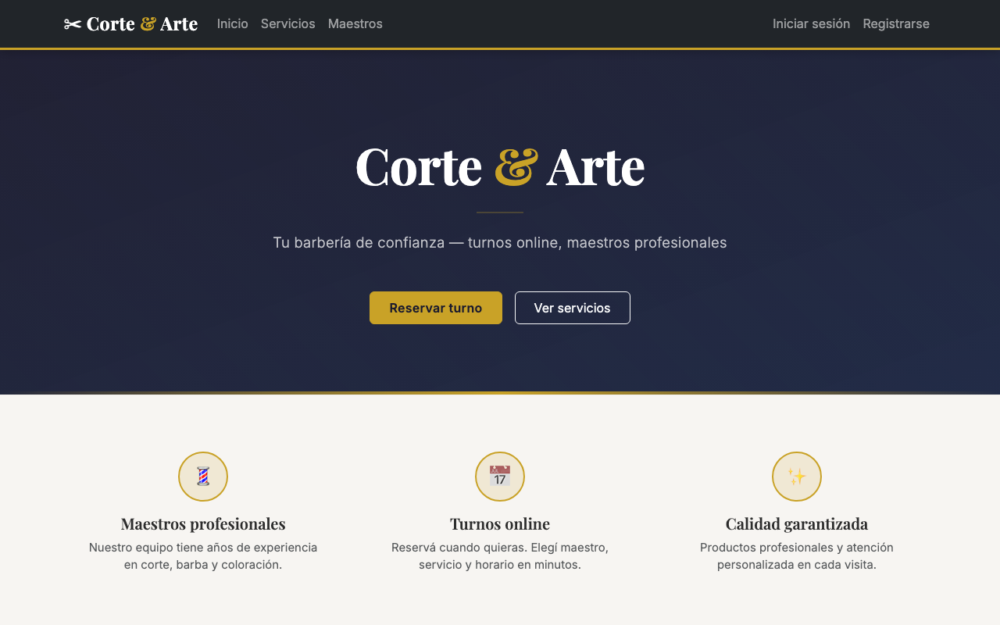 ✂ Corte & Arte Inicio Servicios Maestros Iniciar sesión Registrarse
Corte & Arte
Tu barbería de confianza — turnos online, maestros profesionales
Reservar turno Ver servicios
17
Maestros profesionales
Nuestro equipo tiene años de experiencia
en corte, barba y coloración.
Turnos online
Reservá cuando quieras. Elegí maestro,
servicio y horario en minutos.
Calidad garantizada
Productos profesionales y atención
personalizada en cada visita.